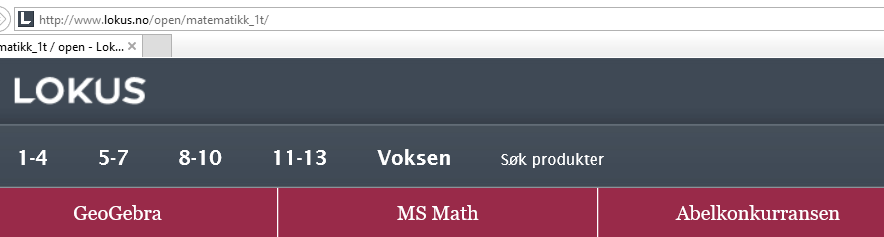 http://www.lokus.no/open/matematikk_1t/
matikk_1t / open - Lok...
LOKUS
1-4 5-7 8-10 11-13 Voksen Søk produkter
GeoGebra MS Math Abelkonkurransen